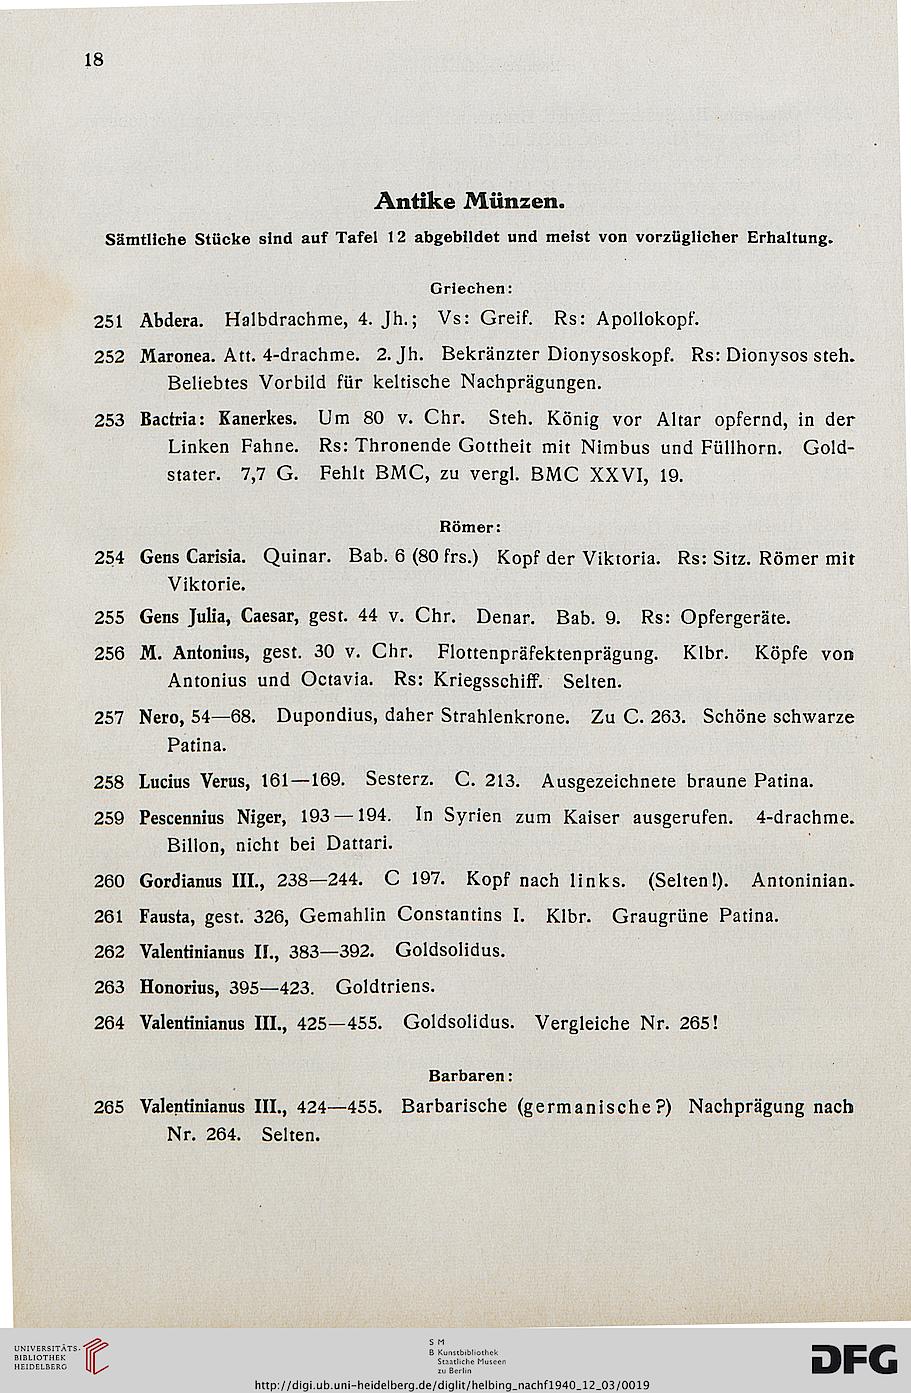 18
Antike Münzen.
Sämtliche Stücke sind auf Tafel 12 abgebildet und meist von vorzüglicher Erhaltung.
Griechen:
251 Abdera. Halbdrachme, 4. Jh.; Vs: Greif. Rs: Apollokopf.
252 Maronea. Att. 4-drachme. 2. Jh. Bekränzter Dionysoskopf. Rs: Dionysos steh.
Beliebtes Vorbild für keltische Nachprägungen.
253 Bactria: Kanerkes. Um 80 v. Chr. Steh. König vor Altar opfernd, in der
Linken Fahne. Rs: Thronende Gottheit mit Nimbus und Füllhorn. Gold-
stater. 7,7 G. Fehlt BMC, zu vergl. BMC XXVI, 19.
Römer:
254 Gens Carisia. Quinar. Bab. 6 (80 frs.) Kopf der Viktoria. Rs: Sitz. Römer mit
Viktorie.
255 Gens Julia, Caesar, gest. 44 v. Chr. Denar. Bab. 9. Rs: Opfergeräte.
256 M. Antonius, gest. 30 v. Chr. Flottenpräfektenprägung. Klbr. Köpfe von
Antonius und Octavia. Rs: Kriegsschiff. Selten.
257 Nero, 54—68. Dupondius, daher Strahlenkrone. Zu C. 263. Schöne schwarze
Patina.
258 Lucius Verus, 161—169. Sesterz. C. 213. Ausgezeichnete braune Patina.
259 Pescennius Niger, 193—194. In Syrien zum Kaiser ausgerufen. 4-drachme.
Billon, nicht bei Dattari.
260 Gordianus III., 238—244. C 197. Kopf nach links. (Selten!). Antoninian.
261 Fausta, gest. 326, Gemahlin Constantins I. Klbr. Graugrüne Patina.
262 Valentinianus II., 383—392. Goldsolidus.
263 Honorius, 395—423. Goldtriens.
264 Valentinianus III., 425—455. Goldsolidus. Vergleiche Nr. 265!
Barbaren:
265 Valentinianus III., 424—455. Barbarische (germanische?) Nachprägung nach
Nr. 264. Selten.
UNIVERSITÄTS-
BIBLIOTHEK
HEIDELBERG
S M
B Kunstbibliothek
Staatliche Museen
zu Berlin
DFG
http://digi.ub.uni-heidelberg.de/diglit/helbing_nachf1940_12_03/0019